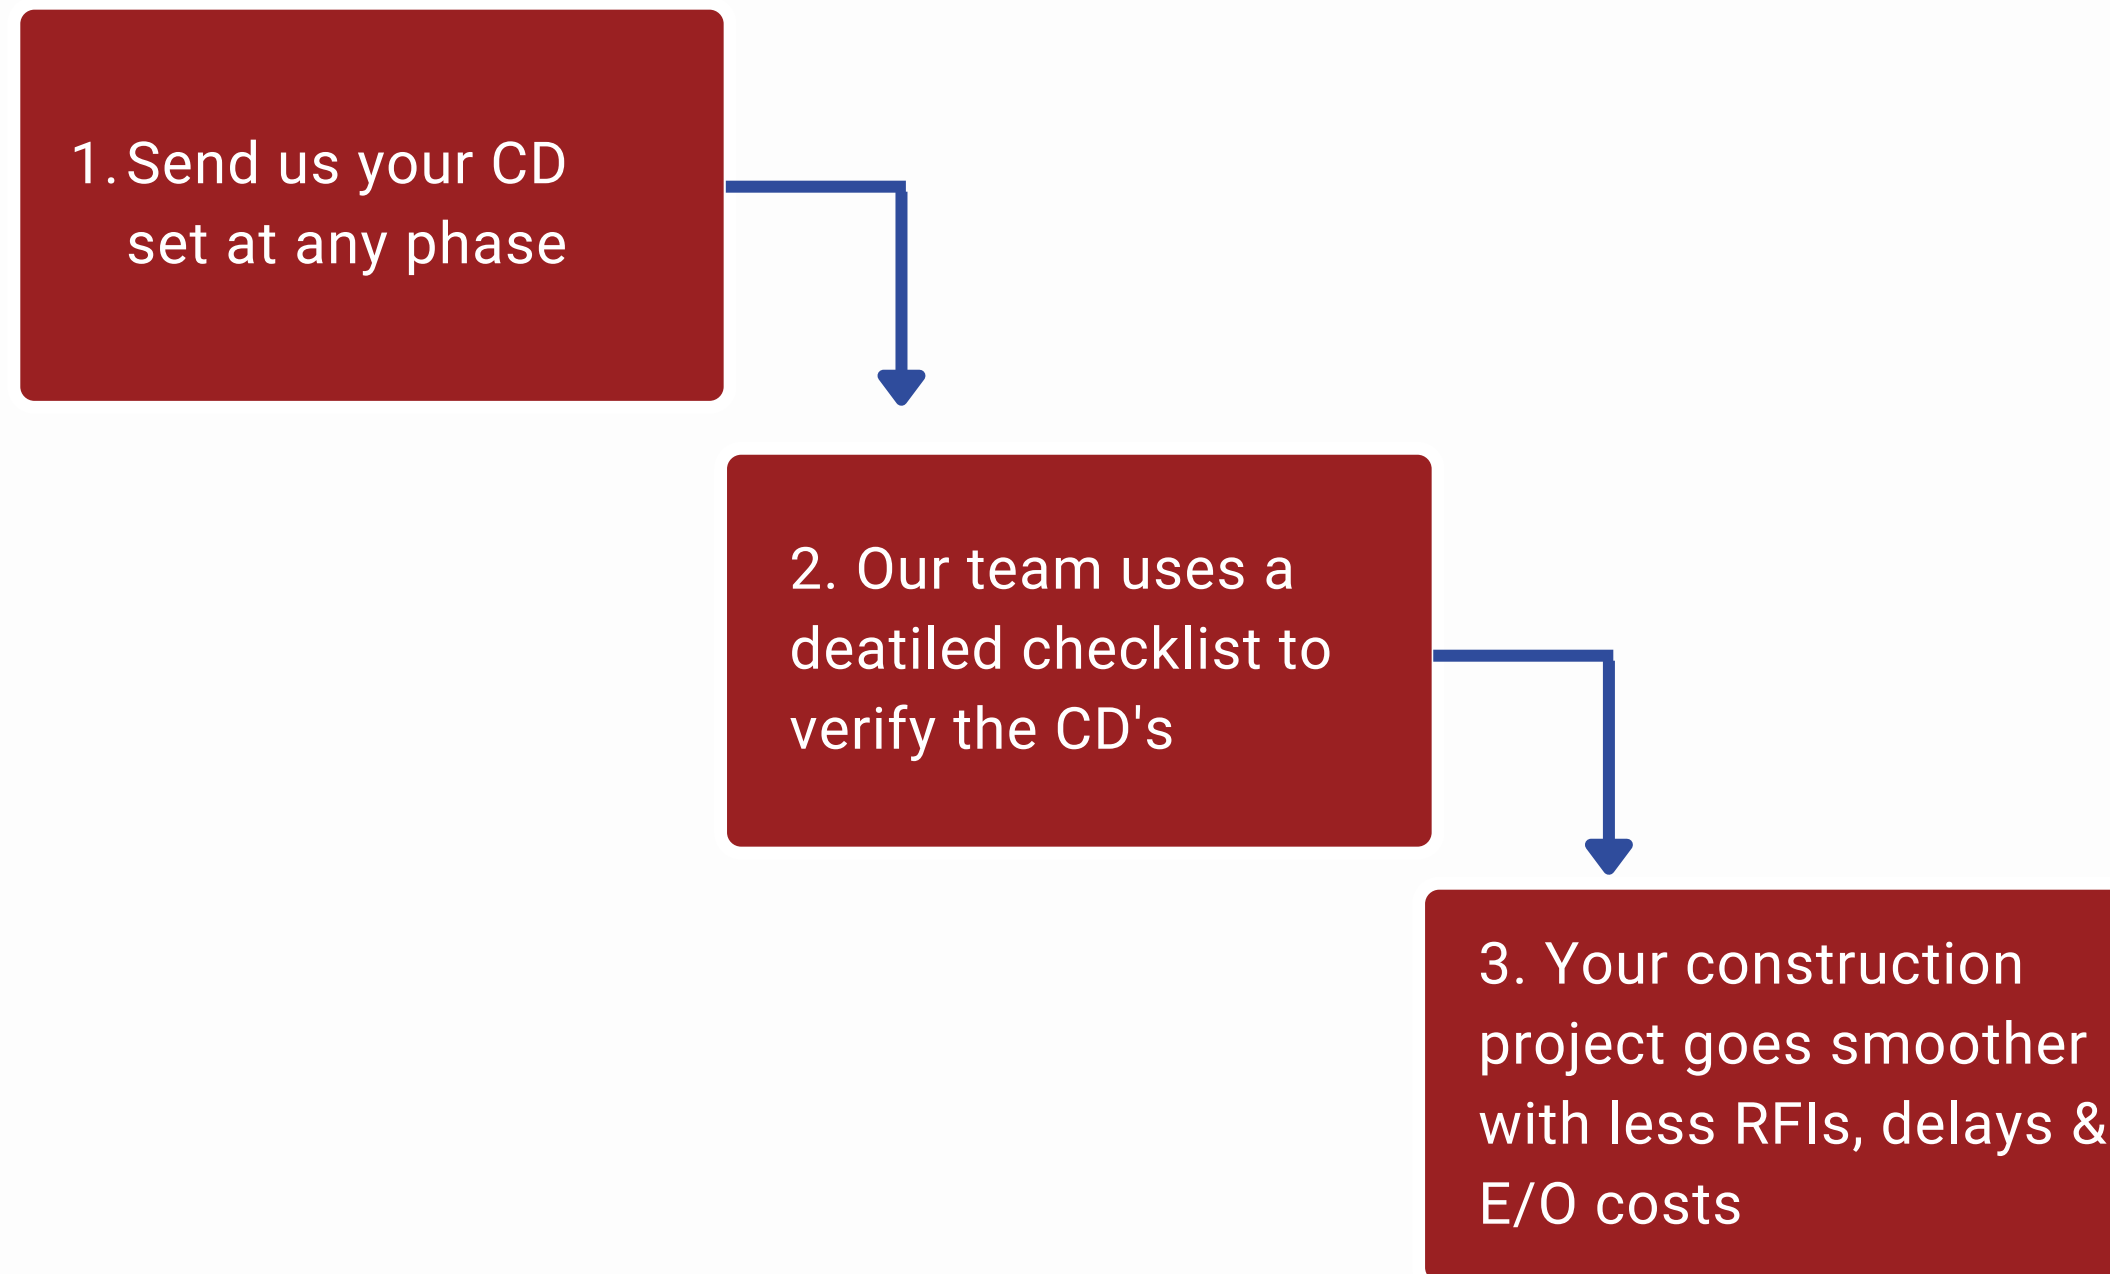 1. Send us your CD
set at any phase
2. Our team uses a
deatiled checklist to
verify the CD's
3. Your construction
project goes smoother
with less RFIs, delays &
E/O costs